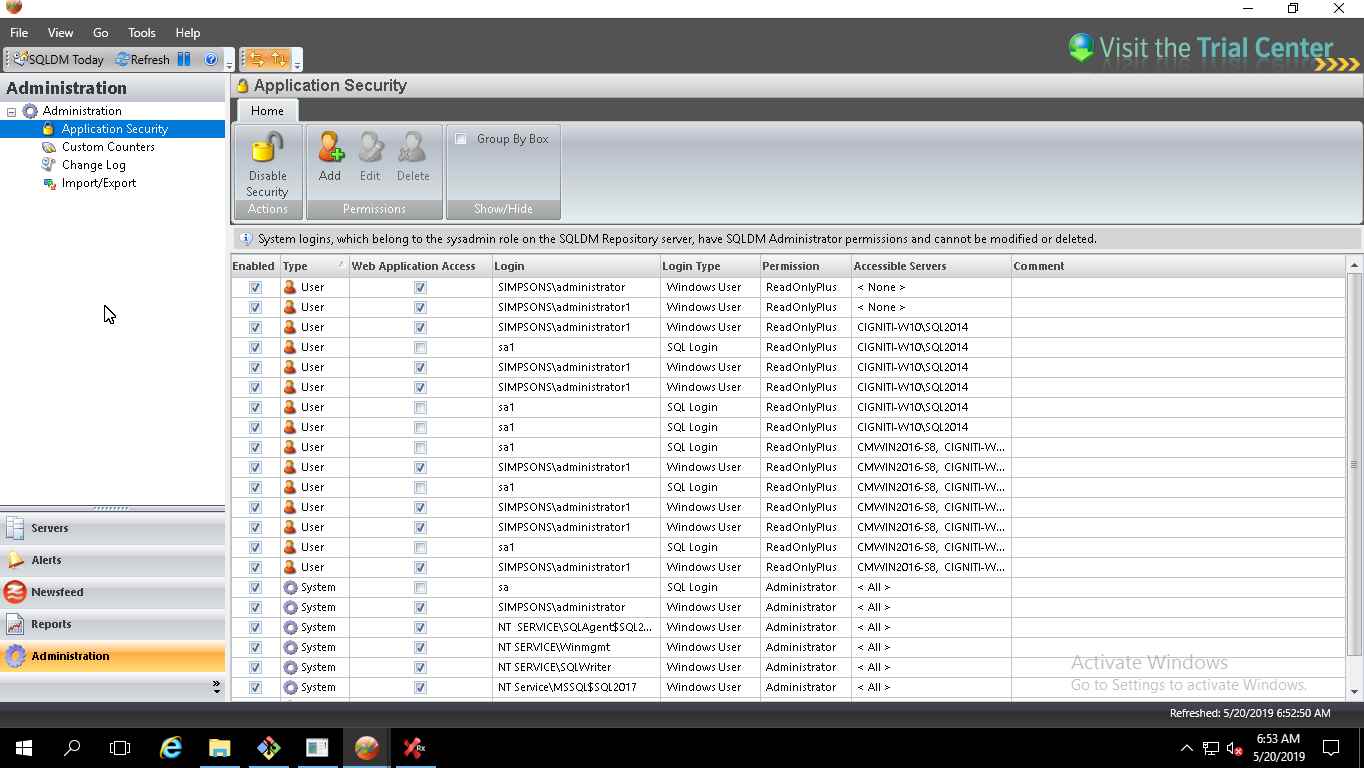 File View Go Tools Help
SQLDM Today Refresh
Visit the Trial Center
Administration
Administration
Application Security
Custom Counters
Change Log
Import/Export
Servers
Alerts
Newsfeed
Reports
Administration
Application Security
Home
Disable Security
Actions
Add Edit Delete
Permissions
Group By Box
Show/Hide
System logins, which belong to the sysadmin role on the SQLDM Repository server, have SQLDM Administrator permissions and cannot be modified or deleted.
Enabled Type Web Application Access Login Login Type Permission Accessible Servers Comment
User SIMPSONS\administrator Windows User ReadOnlyPlus < None >
User SIMPSONS\administrator1 Windows User ReadOnlyPlus < None >
User SIMPSONS\administrator1 Windows User ReadOnlyPlus CIGNITI-W10\SQL2014
User sa1 SQL Login ReadOnlyPlus CIGNITI-W10\SQL2014
User SIMPSONS\administrator1 Windows User ReadOnlyPlus CIGNITI-W10\SQL2014
User SIMPSONS\administrator1 Windows User ReadOnlyPlus CIGNITI-W10\SQL2014
User sa1 SQL Login ReadOnlyPlus CIGNITI-W10\SQL2014
User sa1 SQL Login ReadOnlyPlus CIGNITI-W10\SQL2014
User sa1 SQL Login ReadOnlyPlus CMWIN2016-S8, CIGNITI-W...
User SIMPSONS\administrator1 Windows User ReadOnlyPlus CMWIN2016-S8, CIGNITI-W...
User sa1 SQL Login ReadOnlyPlus CMWIN2016-S8, CIGNITI-W...
User SIMPSONS\administrator1 Windows User ReadOnlyPlus CMWIN2016-S8, CIGNITI-W...
User SIMPSONS\administrator1 Windows User ReadOnlyPlus CMWIN2016-S8, CIGNITI-W...
User sa1 SQL Login ReadOnlyPlus CMWIN2016-S8, CIGNITI-W...
User SIMPSONS\administrator1 Windows User ReadOnlyPlus CMWIN2016-S8, CIGNITI-W...
System sa SQL Login Administrator < All >
System SIMPSONS\administrator Windows User Administrator < All >
System NT SERVICE\SQLAgent$SQL2... Windows User Administrator < All >
System NT SERVICE\Winmgmt Windows User Administrator < All >
System NT SERVICE\SQLWriter Windows User Administrator < All >
System NT Service\MSSQL$SQL2017 Windows User Administrator < All >
Activate Windows
Go to Settings to activate Windows.
Refreshed: 5/20/2019 6:52:50 AM
Rx
6:53 AM
5/20/2019